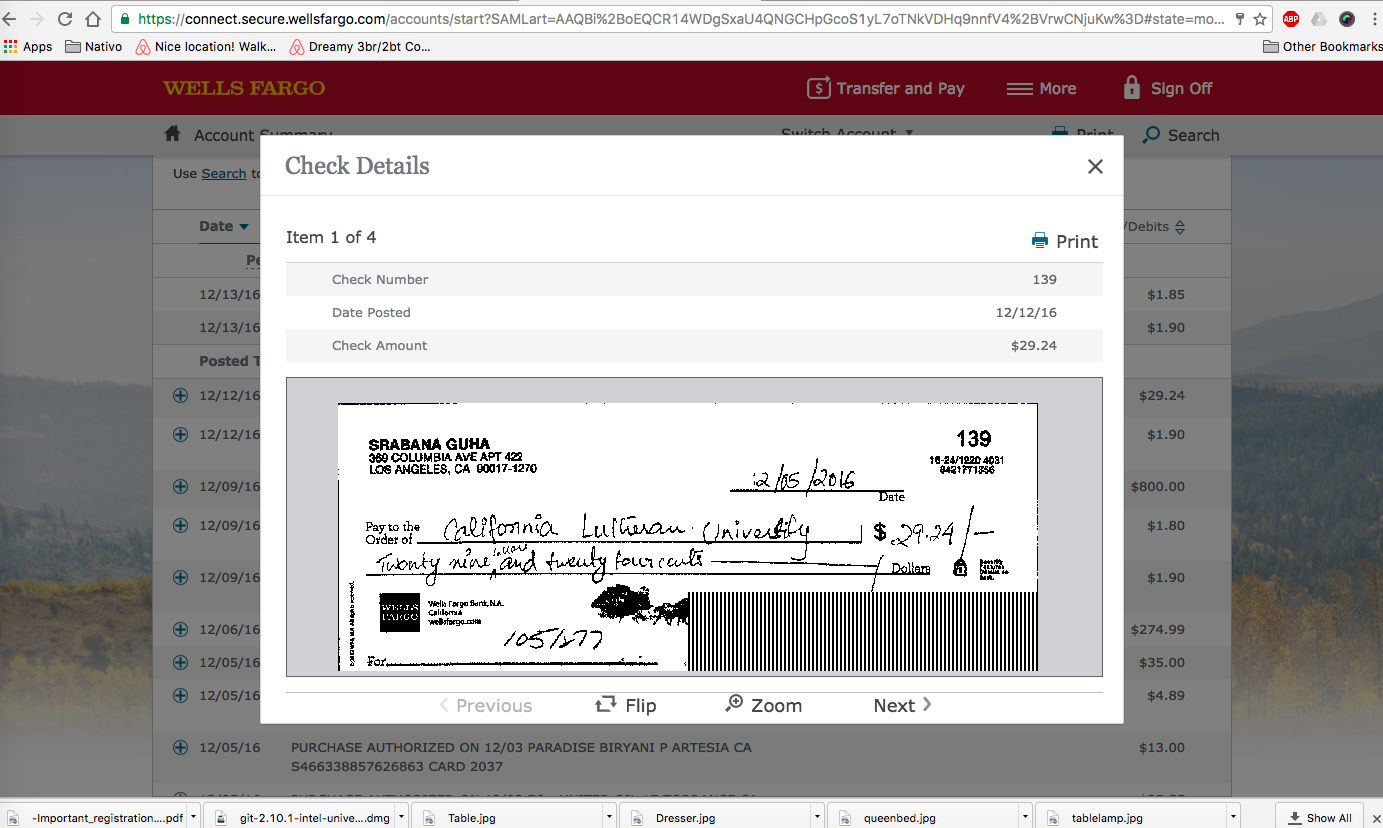 https://connect.secure.wellsfargo.com/accounts/start?SAMLart=AAQBi%2BoEQCR14WDgSxaU4QNGCHpGcoS1yL7oTNkVDHq9nnfV4%2BVrwCNjuKw%3D#state=mo...
ABP
Apps Nativo Nice location! Walk... Dreamy 3br/2bt Co... Other Bookmarks
WELLS FARGO $ Transfer and Pay More Sign Off
Account Summary Switch Account Print Search
Use Search to
Check Details
Date /Debits
Item 1 of 4 Print
Check Number 139
Date Posted 12/12/16
Check Amount $29.24
12/13/16 $1.85
12/13/16 $1.90
Posted T
12/12/16 $29.24
12/12/16 $1.90
12/09/16 $800.00
12/09/16 $1.80
12/09/16 $1.90
12/06/16 $274.99
12/05/16 $35.00
12/05/16 $4.89
SRABANA GUHA
369 COLUMBIA AVE APT 422
LOS ANGELES, CA 90017-1270
139
16-24/1220 4031
12/05/2016
Date
Pay to the
Order of California Lutheran University $ 29.24/—
Twenty nine and twenty four cents Dollars
WELLS
FARGO
Wells Fargo Bank, N.A.
California
wellsfargo.com
1051677
For
Previous Flip Zoom Next
12/05/16 PURCHASE AUTHORIZED ON 12/03 PARADISE BIRYANI P ARTESIA CA $13.00
S466338857626863 CARD 2037
-Important_registration....pdf git-2.10.1-intel-unive....dmg Table.jpg Dresser.jpg queenbed.jpg tablelamp.jpg Show All